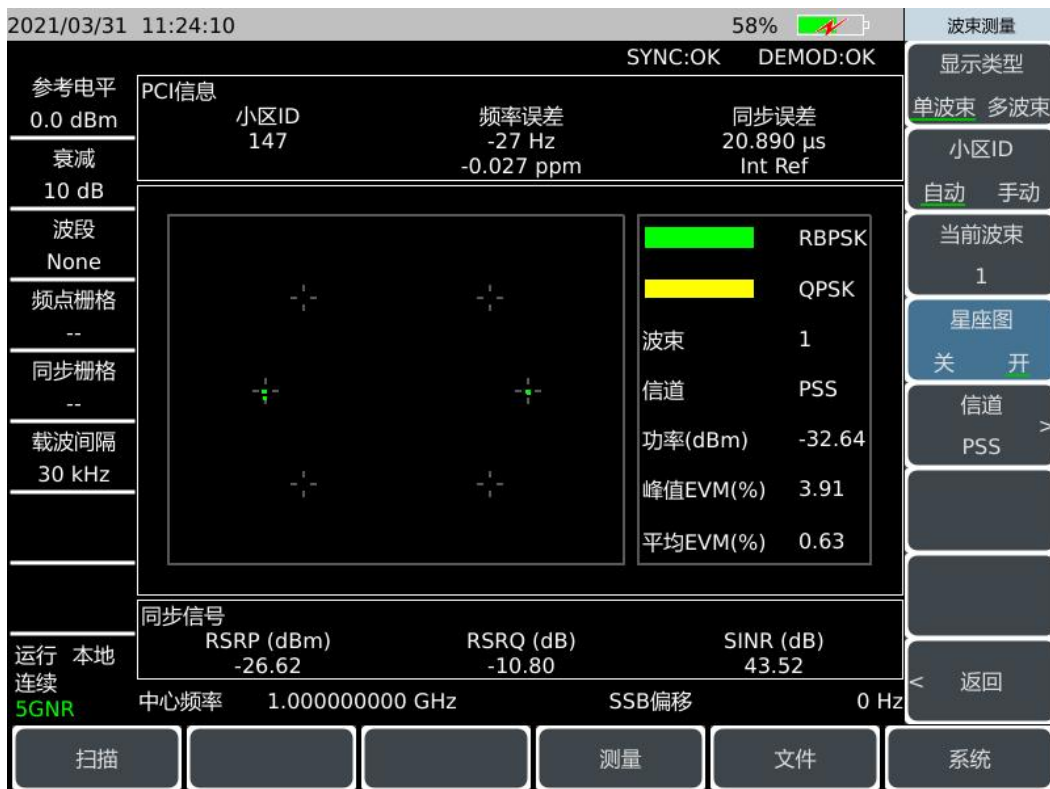 2021/03/31 11:24:10
58%
波束测量
SYNC:OK DEMOD:OK
参考电平
0.0 dBm
衰减
10 dB
波段
None
频点栅格
--
同步栅格
--
载波间隔
30 kHz
运行 本地
连续
5GNR
PCI信息
小区ID 频率误差 同步误差
147 -27 Hz 20.890 μs
-0.027 ppm Int Ref
RBPSK
QPSK
波束 1
信道 PSS
功率(dBm) -32.64
峰值EVM(%) 3.91
平均EVM(%) 0.63
同步信号
RSRP (dBm) RSRQ (dB) SINR (dB)
-26.62 -10.80 43.52
中心频率 1.000000000 GHz SSB偏移 0 Hz
显示类型
单波束 多波束
小区ID
自动 手动
当前波束
1
星座图
关 开
信道 >
PSS
< 返回
扫描 测量 文件 系统